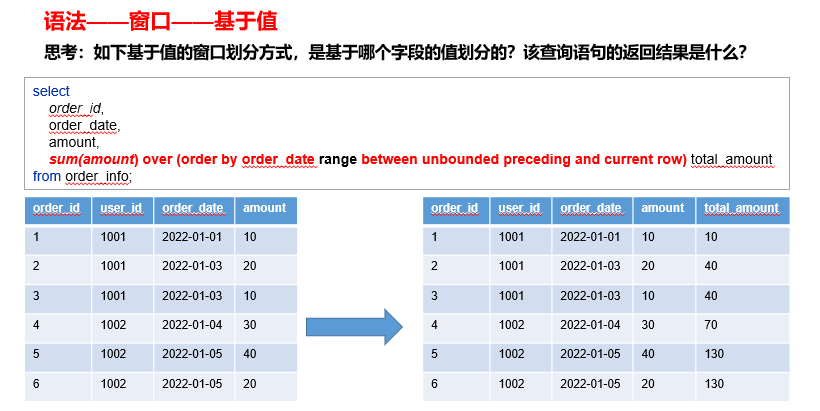 语法——窗口——基于值
思考：如下基于值的窗口划分方式，是基于哪个字段的值划分的？该查询语句的返回结果是什么？
select
order_id,
order_date,
amount,
sum(amount) over (order by order_date range between unbounded preceding and current row) total_amount
from order_info;
order_id user_id order_date amount
1 1001 2022-01-01 10
2 1001 2022-01-03 20
3 1001 2022-01-03 10
4 1002 2022-01-04 30
5 1002 2022-01-05 40
6 1002 2022-01-05 20
order_id user_id order_date amount total_amount
1 1001 2022-01-01 10 10
2 1001 2022-01-03 20 40
3 1001 2022-01-03 10 40
4 1002 2022-01-04 30 70
5 1002 2022-01-05 40 130
6 1002 2022-01-05 20 130